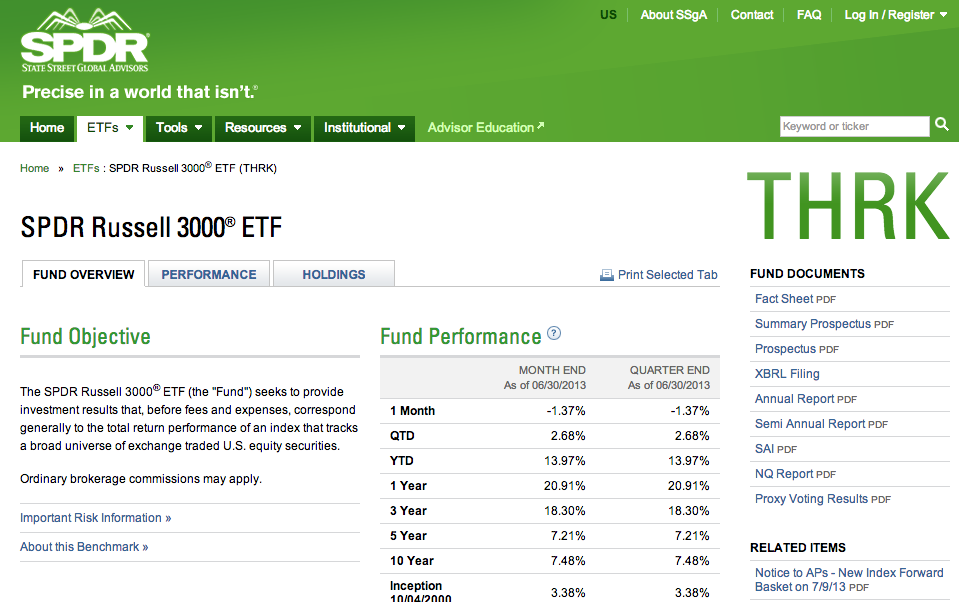 US About SSgA Contact FAQ Log In / Register
SPDR®
STATE STREET GLOBAL ADVISORS
Precise in a world that isn't.®
Home ETFs Tools Resources Institutional Advisor Education
Keyword or ticker
Home » ETFs : SPDR Russell 3000® ETF (THRK)
THRK
SPDR Russell 3000® ETF
FUND OVERVIEW PERFORMANCE HOLDINGS
Print Selected Tab
Fund Objective
The SPDR Russell 3000® ETF (the "Fund") seeks to provide
investment results that, before fees and expenses, correspond
generally to the total return performance of an index that tracks
a broad universe of exchange traded U.S. equity securities.
Ordinary brokerage commissions may apply.
Important Risk Information »
About this Benchmark »
Fund Performance ?
MONTH END QUARTER END
As of 06/30/2013 As of 06/30/2013
1 Month -1.37% -1.37%
QTD 2.68% 2.68%
YTD 13.97% 13.97%
1 Year 20.91% 20.91%
3 Year 18.30% 18.30%
5 Year 7.21% 7.21%
10 Year 7.48% 7.48%
Inception 3.38% 3.38%
10/04/2000
FUND DOCUMENTS
Fact Sheet PDF
Summary Prospectus PDF
Prospectus PDF
XBRL Filing
Annual Report PDF
Semi Annual Report PDF
SAI PDF
NQ Report PDF
Proxy Voting Results PDF
RELATED ITEMS
Notice to APs - New Index Forward
Basket on 7/9/13 PDF